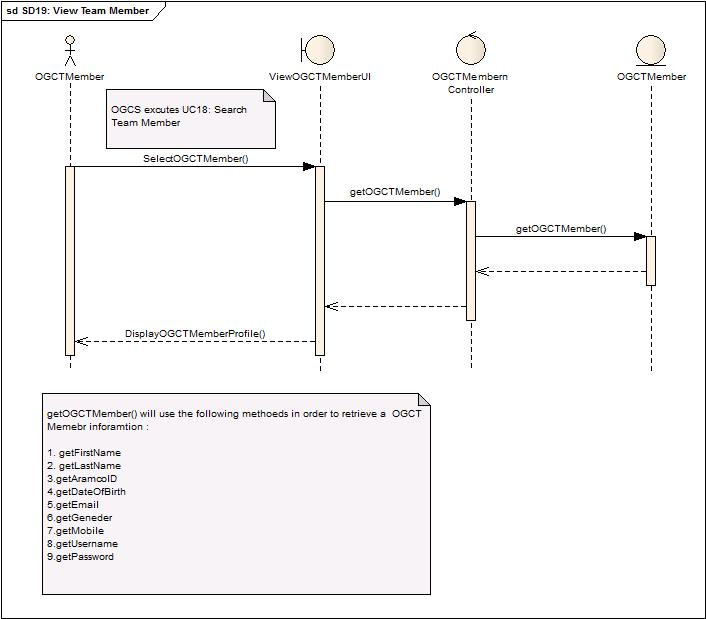 sd SD19: View Team Member
OGCTMember
ViewOGCTMemberUI
OGCTMembern
Controller
OGCTMember
OGCS excutes UC18: Search
Team Member
SelectOGCTMember()
getOGCTMember()
getOGCTMember()
DisplayOGCTMemberProfile()
getOGCTMember() will use the following methoeds in order to retrieve a OGCT
Memebr inforamtion :
1. getFirstName
2. getLastName
3.getAramcoID
4.getDateOfBirth
5.getEmail
6.getGeneder
7.getMobile
8.getUsername
9.getPassword